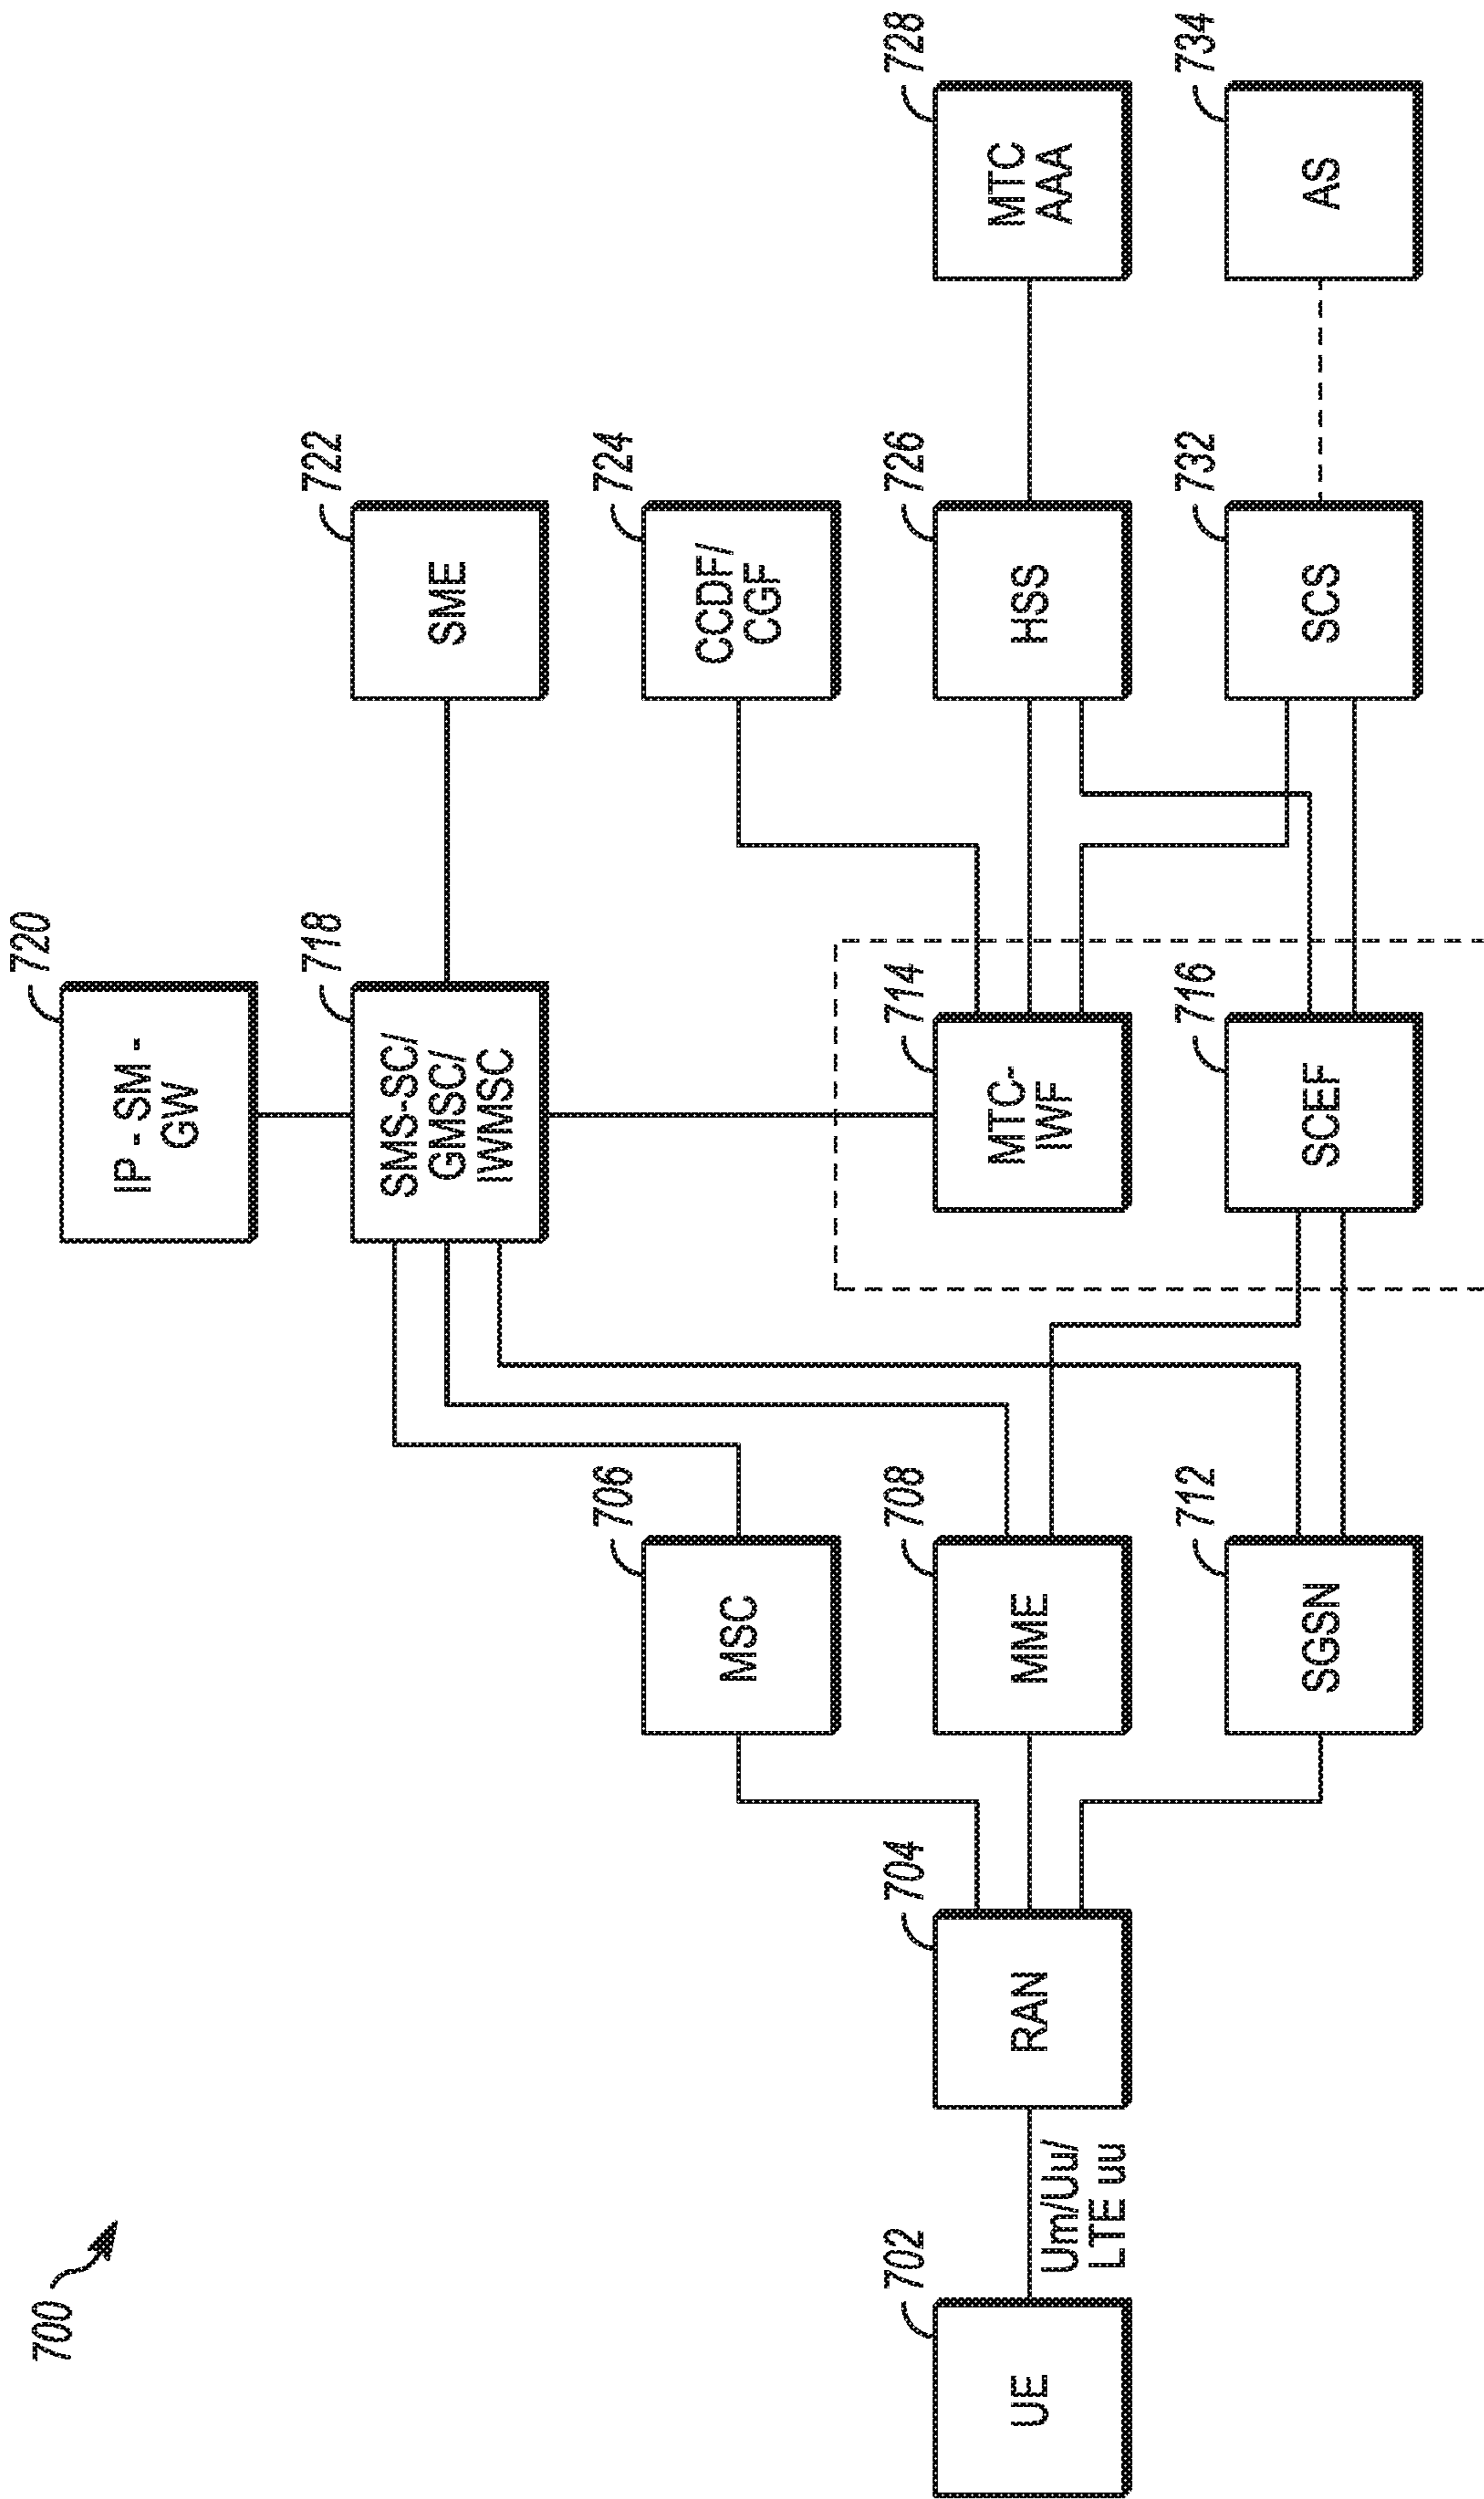 700
720
IP - SM -
GW
718
SMS-SC/
GMSC/
IWMSC
722
SME
706
MSC
724
CCDF/
CGF
702
UE
Um/Uu/
LTE uu
704
RAN
708
MME
714
MTC-
IWF
726
HSS
728
MTC
AAA
712
SGSN
716
SCEF
732
SCS
734
AS